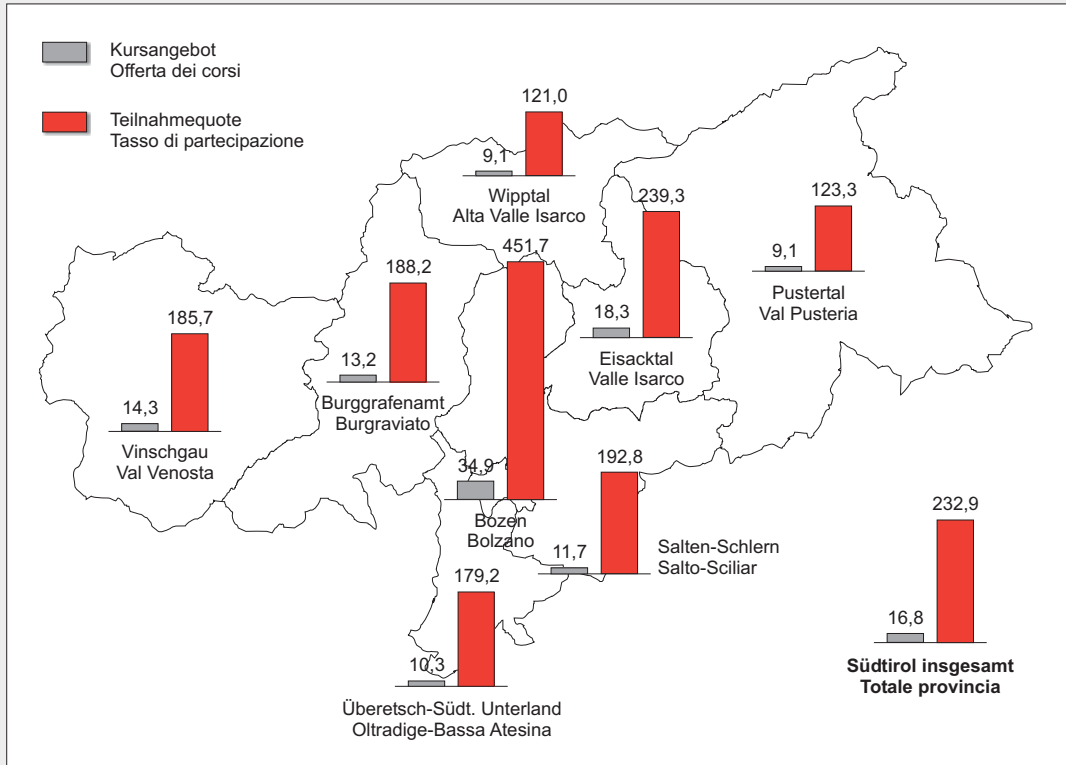 Kursangebot
Offerta dei corsi
Teilnahmequote
Tasso di partecipazione
121,0
9,1
Wipptal
Alta Valle Isarco
239,3
18,3
Eisacktal
Valle Isarco
123,3
9,1
Pustertal
Val Pusteria
451,7
34,9
Bozen
Bolzano
188,2
13,2
Burggrafenamt
Burgraviato
185,7
14,3
Vinschgau
Val Venosta
192,8
11,7
Salten-Schlern
Salto-Sciliar
179,2
10,3
Überetsch-Südt. Unterland
Oltradige-Bassa Atesina
232,9
16,8
Südtirol insgesamt
Totale provincia